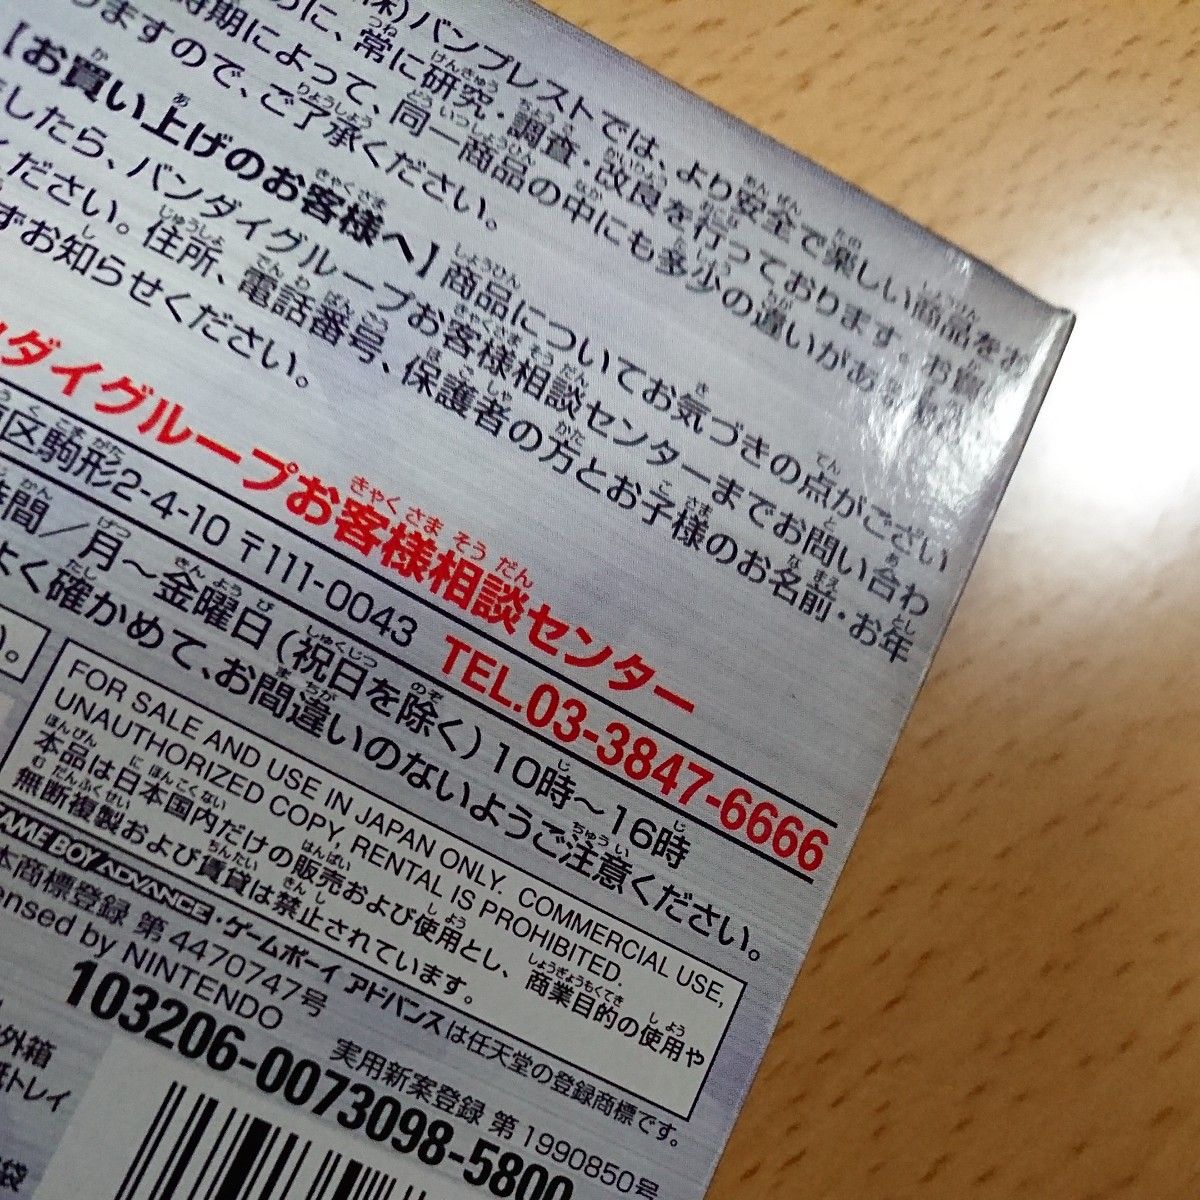 (株)バンプレストでは、より安全で楽しい商品をお
に、常に研究・調査・改良を行っております。お買
時期によって、同一商品の中にも多少の違いがあ
りますので、ご了承ください。
【お買い上げのお客様へ】商品についてお気づきの点がござい
ましたら、バンダイグループお客様相談センターまでお問い合わ
ください。住所、電話番号、保護者の方とお子様のお名前・お年
ずお知らせください。
ンダイグループお客様相談センター
区駒形2-4-10 〒111-0043 TEL.03-3847-6666
時間/月〜金曜日(祝日を除く)10時〜16時
よく確かめて、お間違いのないようご注意ください。
FOR SALE AND USE IN JAPAN ONLY. COMMERCIAL USE,
UNAUTHORIZED COPY, RENTAL IS PROHIBITED.
本品は日本国内だけの販売および使用とし、商業目的の使用や
無断複製および賃貸は禁止されています。
GAME BOY ADVANCE・ゲームボーイ アドバンスは任天堂の登録商標です。
本商標登録 第4470747号
実用新案登録 第1990850号
ensed by NINTENDO
103206-0073098-5800
外箱
紙トレイ
袋